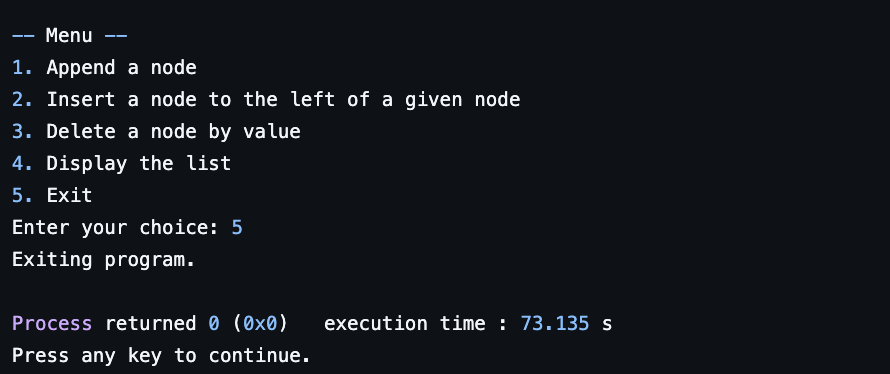 -- Menu --
1. Append a node
2. Insert a node to the left of a given node
3. Delete a node by value
4. Display the list
5. Exit
Enter your choice: 5
Exiting program.
Process returned 0 (0x0)   execution time : 73.135 s
Press any key to continue.